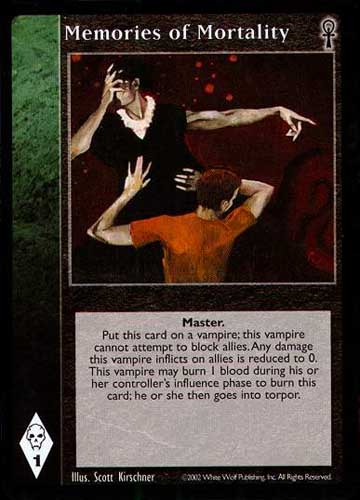 Memories of Mortality
Master.
Put this card on a vampire; this vampire
cannot attempt to block allies. Any damage
this vampire inflicts on allies is reduced to 0.
This vampire may burn 1 blood during his or
her controller's influence phase to burn this
card; he or she then goes into torpor.
1
Illus. Scott Kirschner
©2002 White Wolf Publishing, Inc. All Rights Reserved.